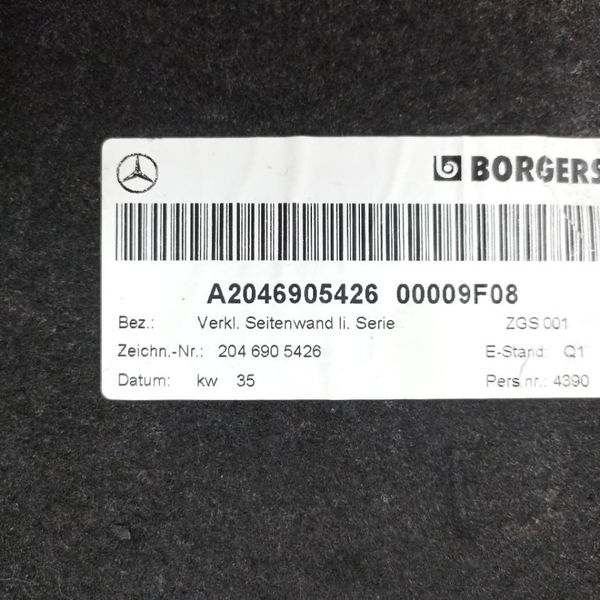 BORGERS
A2046905426 00009F08
Bez.: Verkl. Seitenwand li. Serie ZGS 001
Zeichn.-Nr.: 204 690 5426 E-Stand: Q1
Datum: kw 35 Pers.nr.: 4390